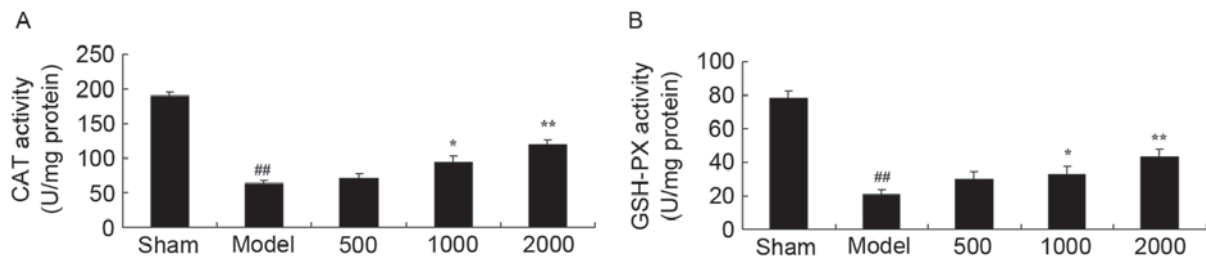 A
CAT activity
(U/mg protein)
250
200
150
100
50
0
##
*
**
Sham Model 500 1000 2000
B
GSH-PX activity
(U/mg protein)
100
80
60
40
20
0
##
*
**
Sham Model 500 1000 2000